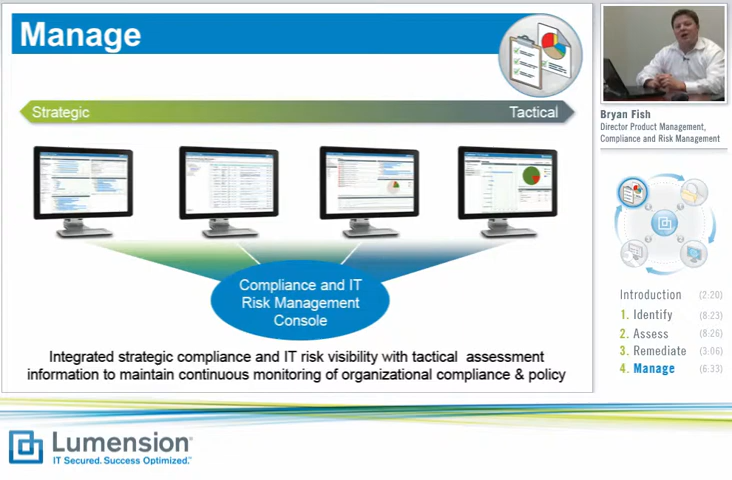 Manage
Strategic
Tactical
Compliance and IT
Risk Management
Console
Integrated strategic compliance and IT risk visibility with tactical assessment
information to maintain continuous monitoring of organizational compliance & policy
Bryan Fish
Director Product Management,
Compliance and Risk Management
Introduction (2:20)
1. Identify (8:23)
2. Assess (8:26)
3. Remediate (3:06)
4. Manage (6:33)
Lumension
IT Secured. Success Optimized.™